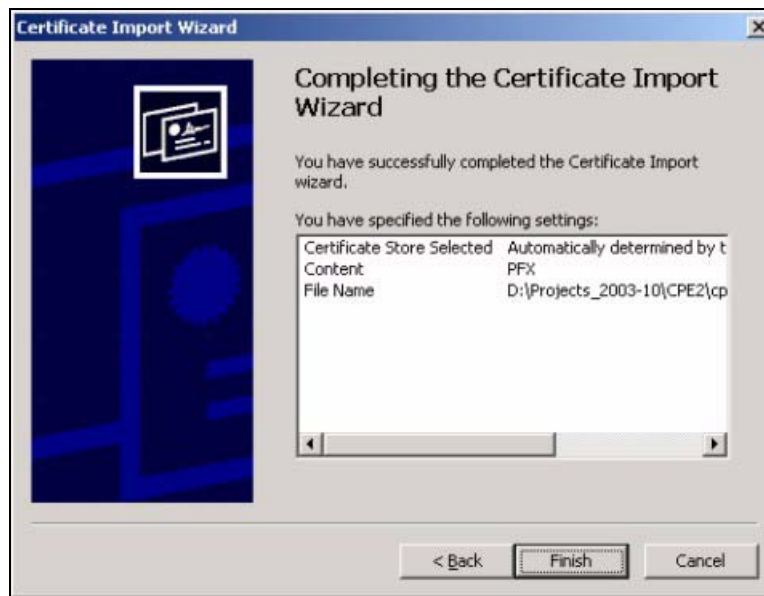 Certificate Import Wizard
Completing the Certificate Import
Wizard
You have successfully completed the Certificate Import
wizard.
You have specified the following settings:
Certificate Store Selected Automatically determined by t
Content PFX
File Name D:\Projects_2003-10\CPE2\cp
< Back Finish Cancel